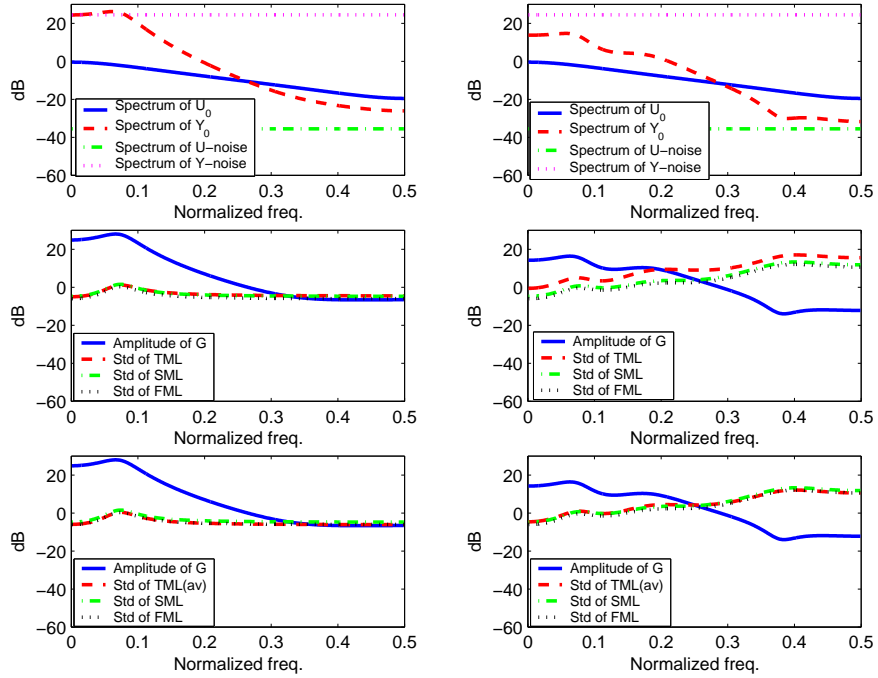 20
0
−20
−40
−60
0
0.1
0.2
0.3
0.4
0.5
dB
Normalized freq.
Spectrum of U0
Spectrum of Y0
Spectrum of U−noise
Spectrum of Y−noise
20
0
−20
−40
−60
0
0.1
0.2
0.3
0.4
0.5
dB
Normalized freq.
Spectrum of U0
Spectrum of Y0
Spectrum of U−noise
Spectrum of Y−noise
20
0
−20
−40
−60
0
0.1
0.2
0.3
0.4
0.5
dB
Normalized freq.
Amplitude of G
Std of TML
Std of SML
Std of FML
20
0
−20
−40
−60
0
0.1
0.2
0.3
0.4
0.5
dB
Normalized freq.
Amplitude of G
Std of TML
Std of SML
Std of FML
20
0
−20
−40
−60
0
0.1
0.2
0.3
0.4
0.5
dB
Normalized freq.
Amplitude of G
Std of TML(av)
Std of SML
Std of FML
20
0
−20
−40
−60
0
0.1
0.2
0.3
0.4
0.5
dB
Normalized freq.
Amplitude of G
Std of TML(av)
Std of SML
Std of FML